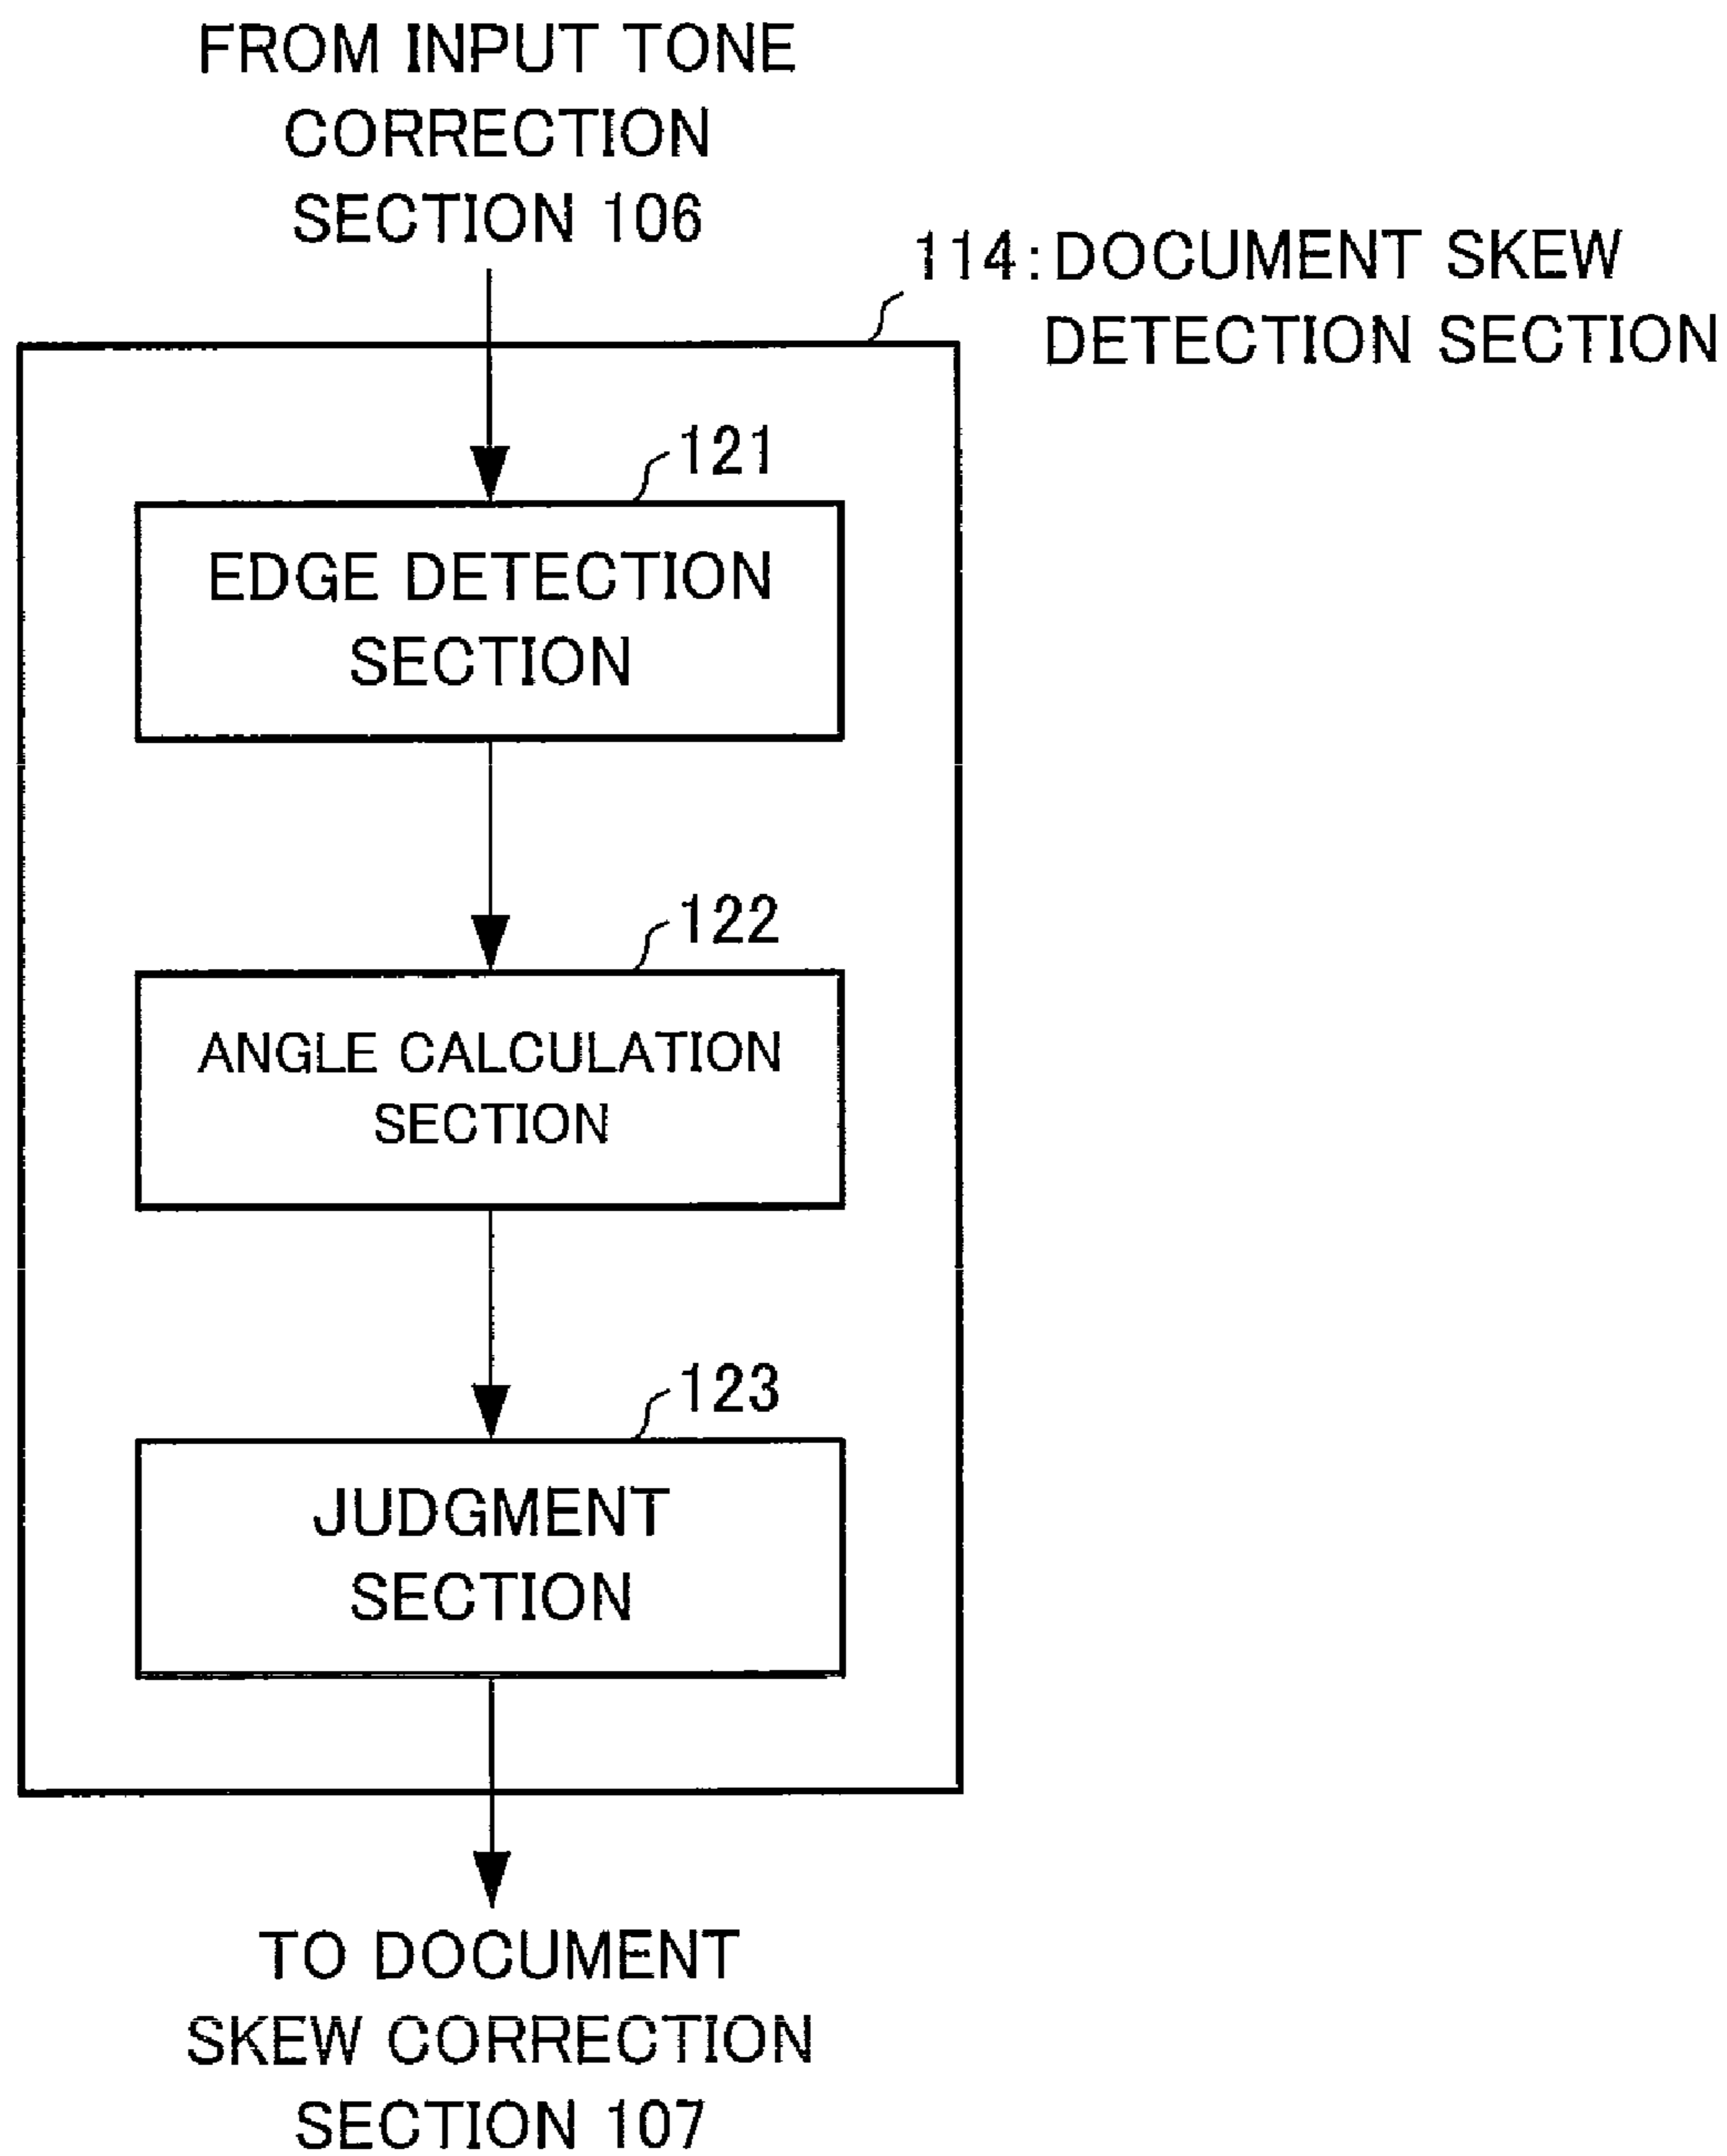 FROM INPUT TONE
CORRECTION
SECTION 106
114: DOCUMENT SKEW
DETECTION SECTION
121
EDGE DETECTION
SECTION
122
ANGLE CALCULATION
SECTION
123
JUDGMENT
SECTION
TO DOCUMENT
SKEW CORRECTION
SECTION 107